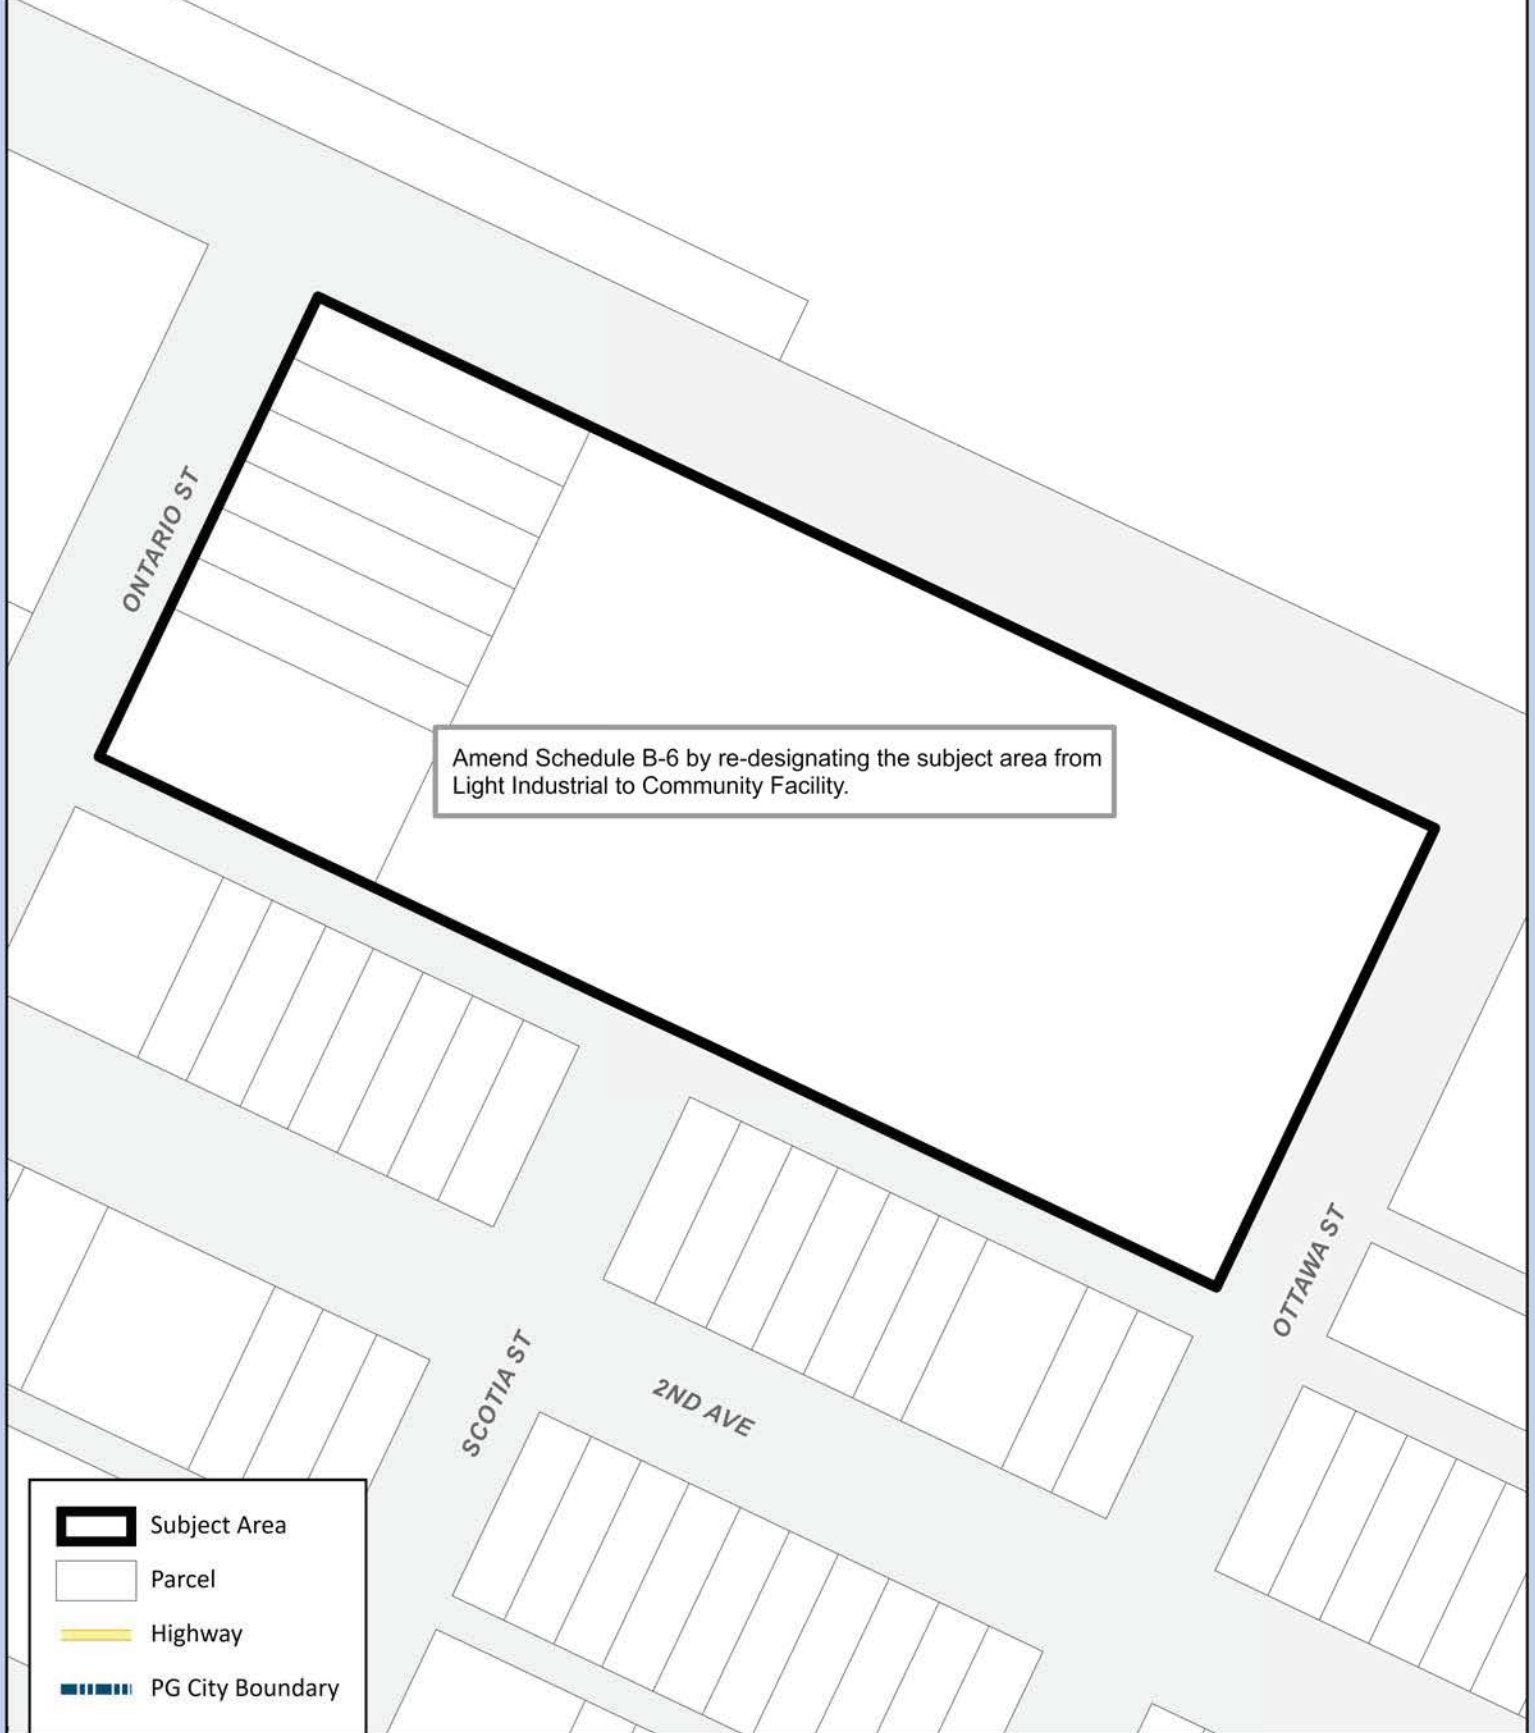 ONTARIO ST
Amend Schedule B-6 by re-designating the subject area from
Light Industrial to Community Facility.
OTTAWA ST
SCOTIA ST
2ND AVE
Subject Area
Parcel
Highway
PG City Boundary